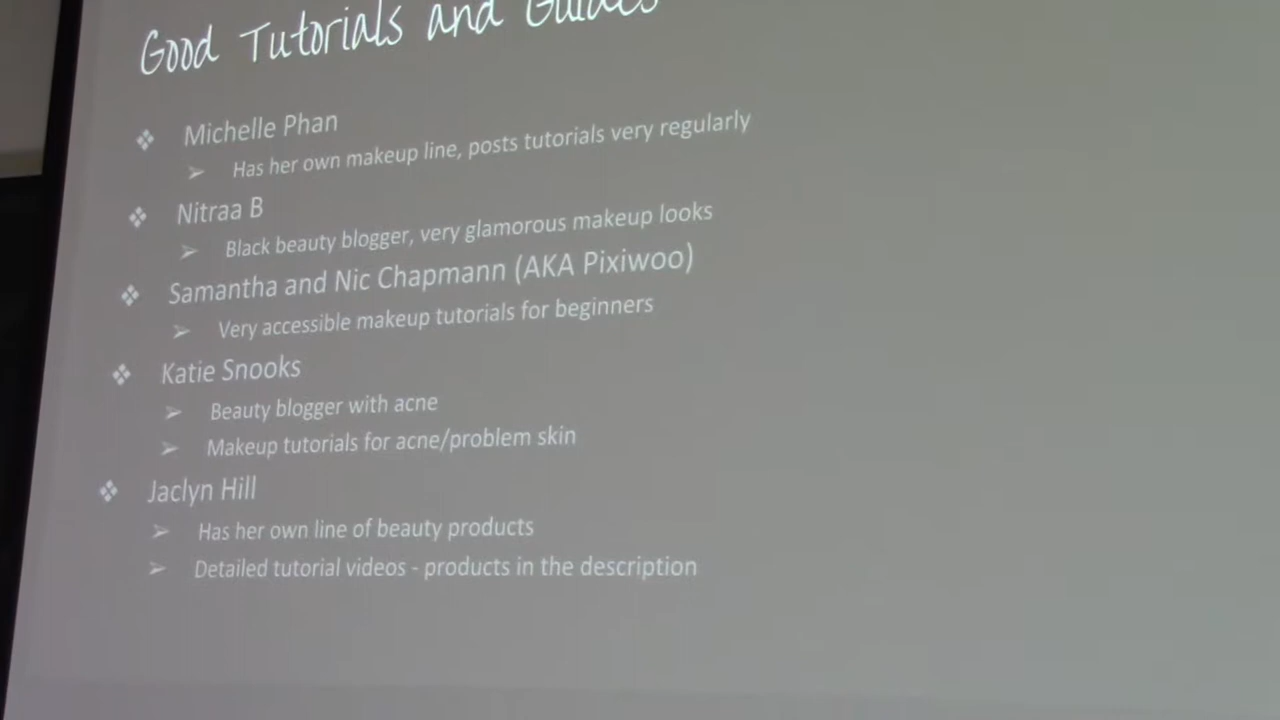 Good Tutorials and Guides
❖ Michelle Phan
➢ Has her own makeup line, posts tutorials very regularly
❖ Nitraa B
➢ Black beauty blogger, very glamorous makeup looks
❖ Samantha and Nic Chapmann (AKA Pixiwoo)
➢ Very accessible makeup tutorials for beginners
❖ Katie Snooks
➢ Beauty blogger with acne
➢ Makeup tutorials for acne/problem skin
❖ Jaclyn Hill
➢ Has her own line of beauty products
➢ Detailed tutorial videos - products in the description